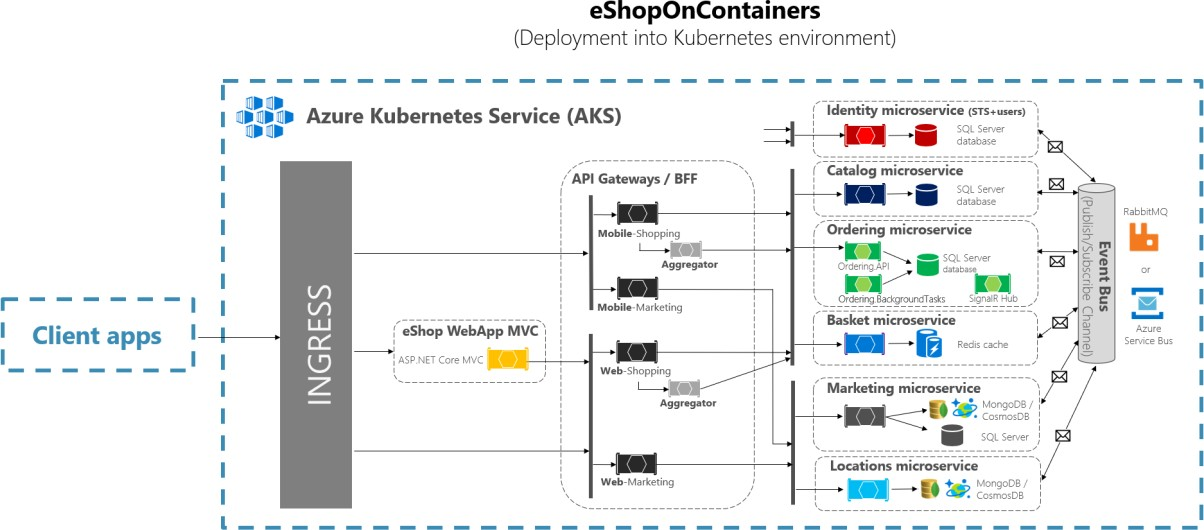 eShopOnContainers
(Deployment into Kubernetes environment)
Azure Kubernetes Service (AKS)
Client apps
INGRESS
eShop WebApp MVC
ASP.NET Core MVC
API Gateways / BFF
Mobile-Shopping
Aggregator
Mobile-Marketing
Web-Shopping
Aggregator
Web-Marketing
Identity microservice (STS+users)
SQL Server
database
Catalog microservice
SQL Server
database
Ordering microservice
Ordering.API
SQL Server
database
Ordering.BackgroundTasks
SignalR Hub
Basket microservice
Redis cache
Marketing microservice
MongoDB /
CosmosDB
SQL Server
Locations microservice
MongoDB /
CosmosDB
Event Bus
(Publish/Subscribe Channel)
RabbitMQ
or
Azure
Service Bus